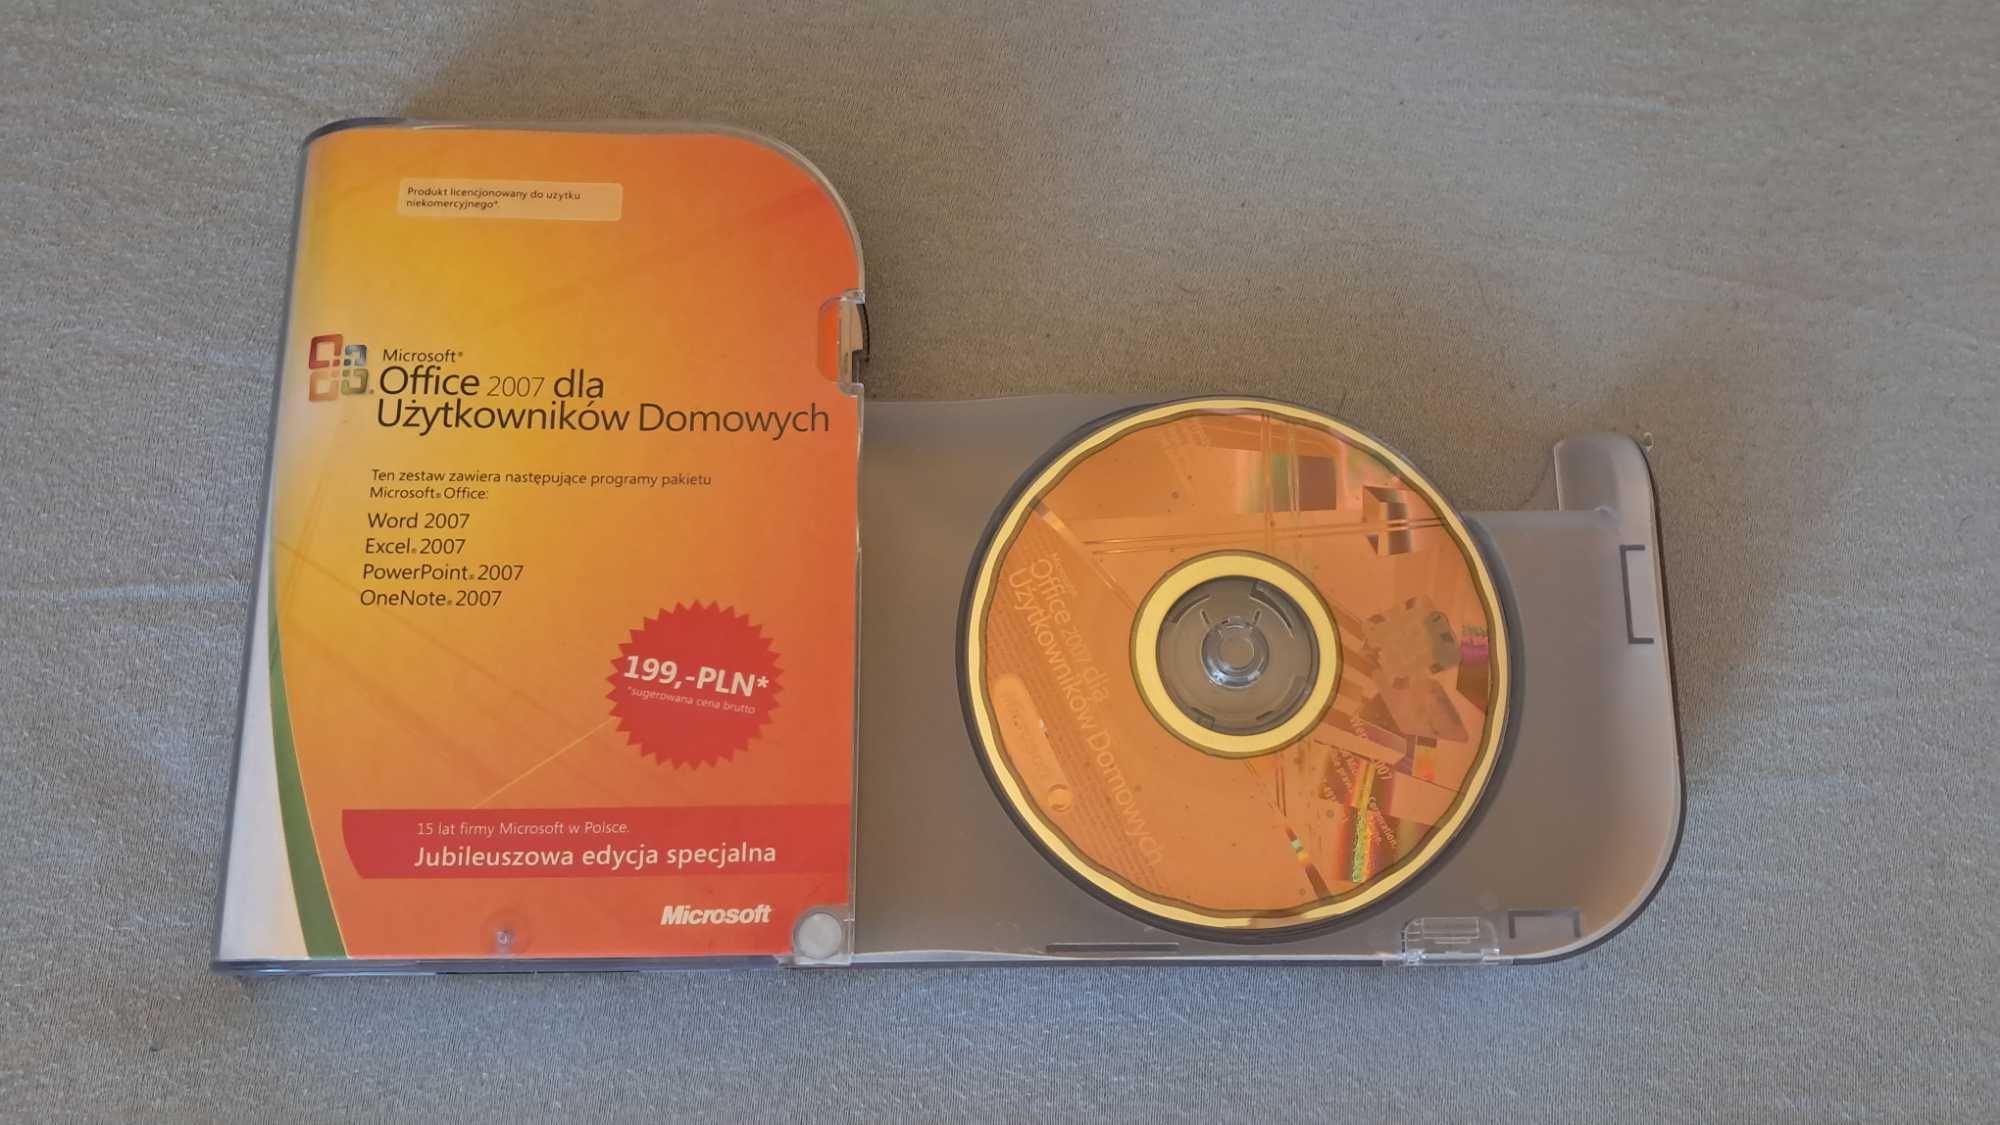 Produkt licencjonowany do użytku
niekomercyjnego*.
Microsoft®
Office 2007 dla
Użytkowników Domowych
Ten zestaw zawiera następujące programy pakietu
Microsoft® Office:
Word 2007
Excel® 2007
PowerPoint® 2007
OneNote® 2007
199,-PLN*
*sugerowana cena brutto
15 lat firmy Microsoft w Polsce.
Jubileuszowa edycja specjalna
Microsoft
Microsoft
Office 2007
Użytkowników Domowych
Corporation.